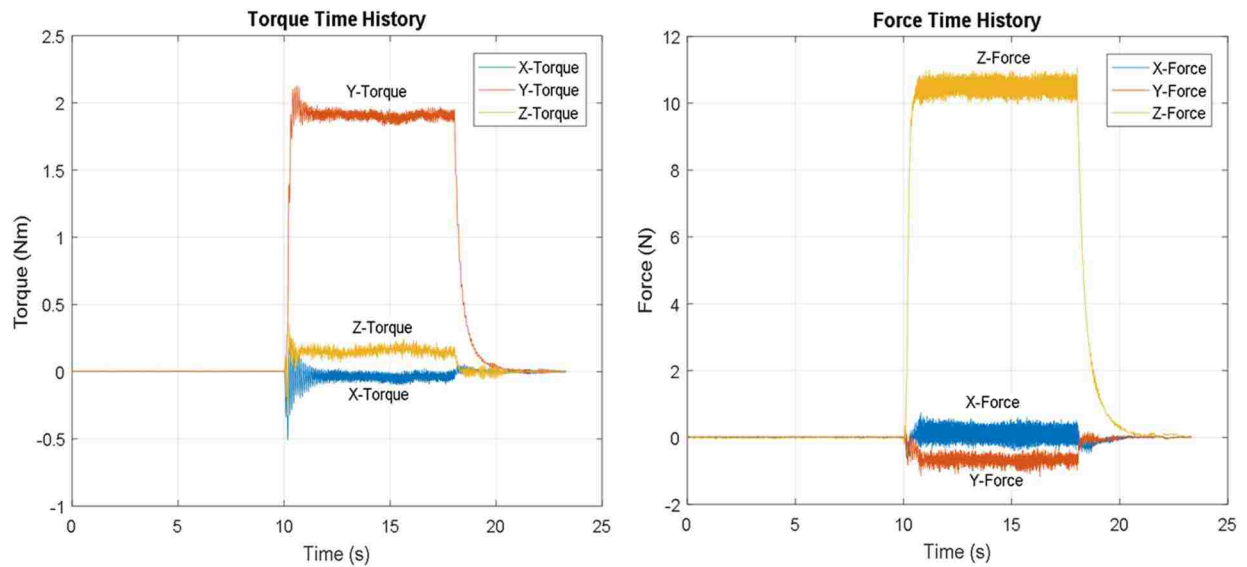 Torque Time History
2.5
2
1.5
1
0.5
0
-0.5
-1
Torque (Nm)
X-Torque
Y-Torque
Z-Torque
Y-Torque
Z-Torque
X-Torque
0 5 10 15 20 25
Time (s)
Force Time History
12
10
8
6
4
2
0
-2
Force (N)
X-Force
Y-Force
Z-Force
Z-Force
X-Force
Y-Force
0 5 10 15 20 25
Time (s)